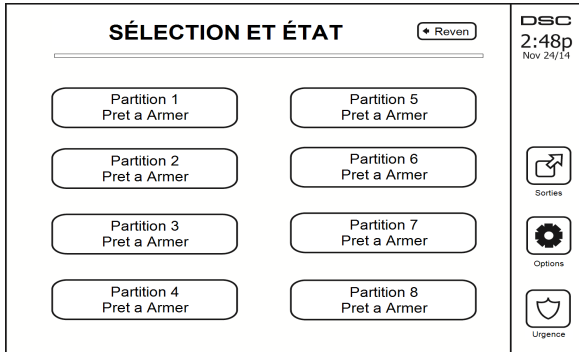 SÉLECTION ET ÉTAT
Reven
DSC
2:48p
Nov 24/14
Partition 1
Pret a Armer
Partition 5
Pret a Armer
Partition 2
Pret a Armer
Partition 6
Pret a Armer
Partition 3
Pret a Armer
Partition 7
Pret a Armer
Partition 4
Pret a Armer
Partition 8
Pret a Armer
Sorties
Options
Urgence